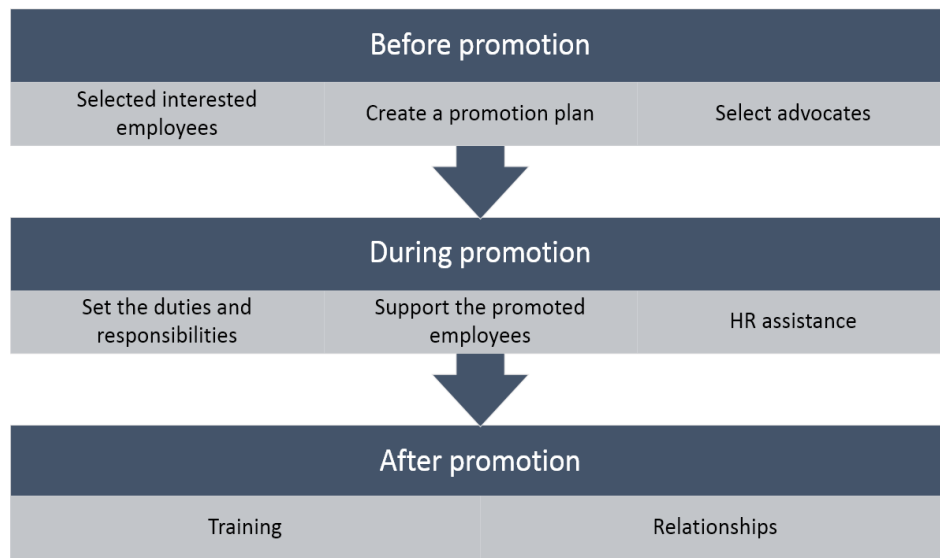 Before promotion
Selected interested
employees
Create a promotion plan
Select advocates
During promotion
Set the duties and
responsibilities
Support the promoted
employees
HR assistance
After promotion
Training
Relationships